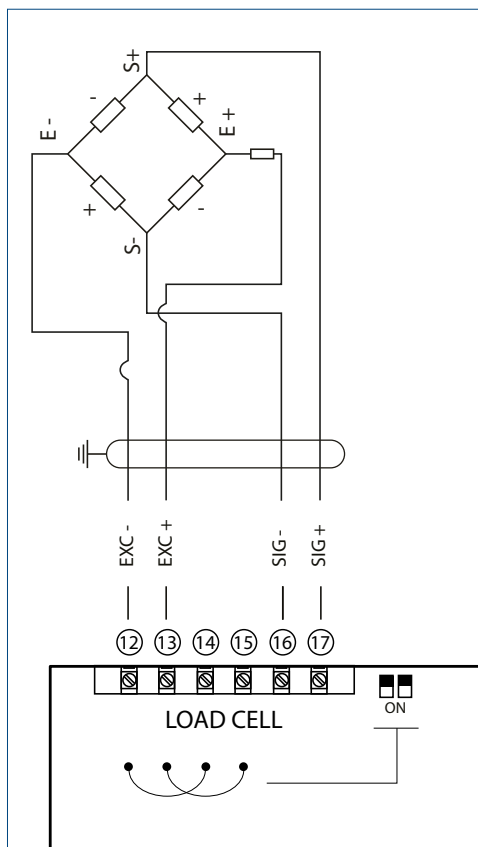 S+
- +
E - E +
+ -
S-
EXC - EXC + SIG - SIG +
12 13 14 15 16 17
ON
LOAD CELL